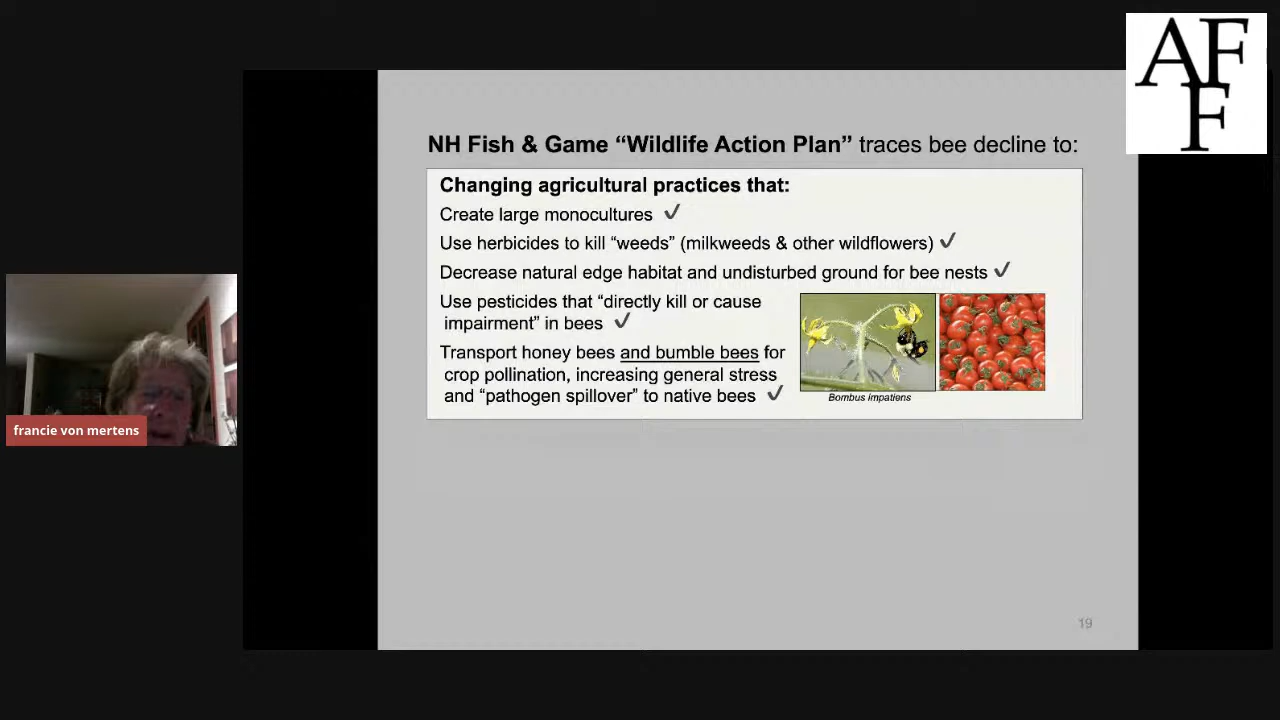 AF
F
NH Fish & Game “Wildlife Action Plan” traces bee decline to:
Changing agricultural practices that:
Create large monocultures ✓
Use herbicides to kill “weeds” (milkweeds & other wildflowers) ✓
Decrease natural edge habitat and undisturbed ground for bee nests ✓
Use pesticides that “directly kill or cause
impairment” in bees ✓
Transport honey bees and bumble bees for
crop pollination, increasing general stress
and “pathogen spillover” to native bees ✓
Bombus impatiens
francie von mertens
19